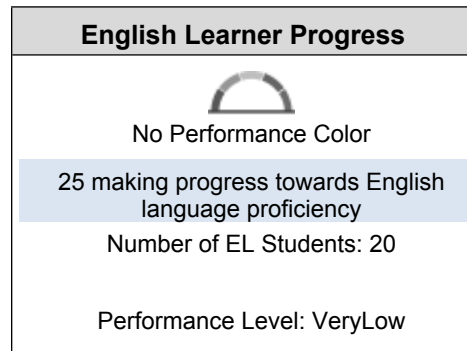 English Learner Progress
No Performance Color
25 making progress towards English
language proficiency
Number of EL Students: 20
Performance Level: VeryLow